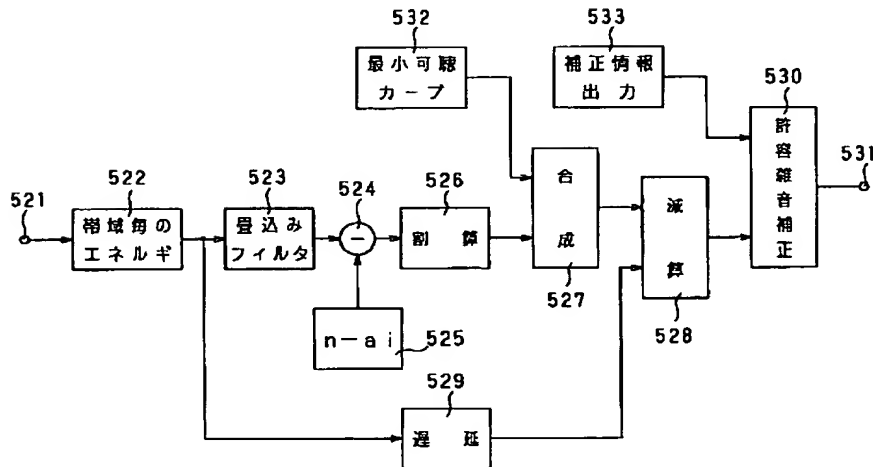 532
最小可聴
カーブ
533
補正情報
出力
530
許容雑音補正
531
521
522
帯域毎の
エネルギ
523
畳込み
フィルタ
524
−
526
割算
合成
527
減算
528
n−ai
525
529
遅延